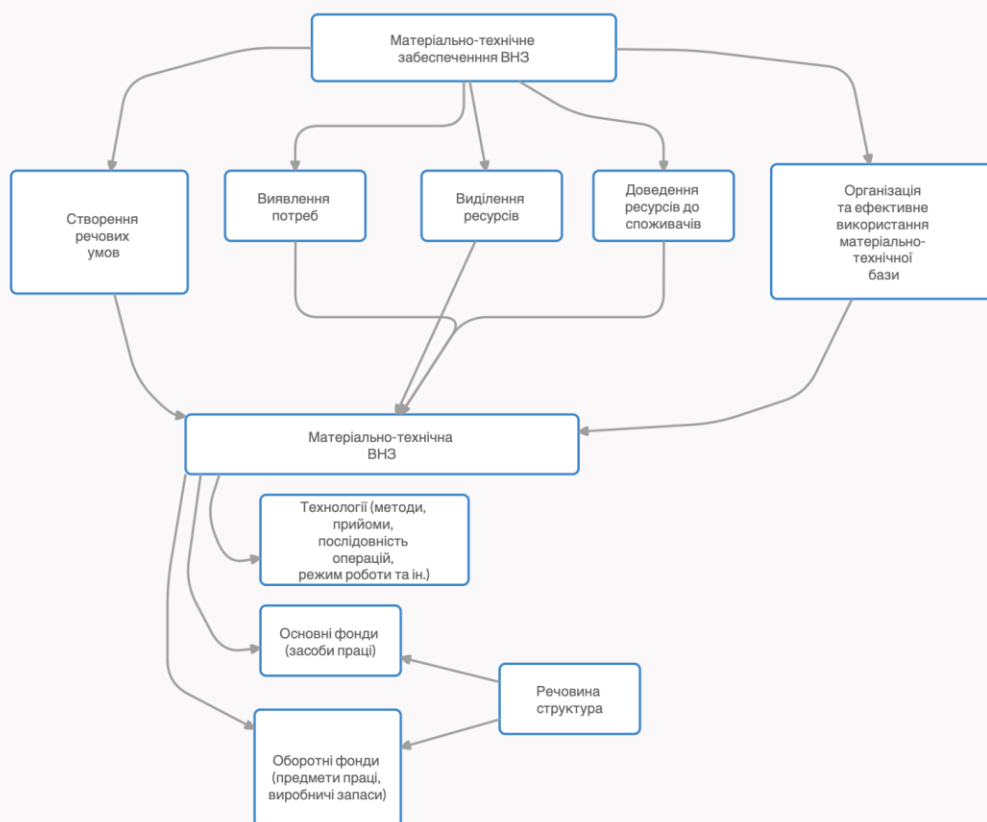 Матеріально-технічне
забеспеченння ВНЗ
Створення
речових
умов
Виявлення
потреб
Виділення
ресурсів
Доведення
ресурсів до
споживачів
Організація
та ефективне
використання
матеріально-
технічної
бази
Матеріально-технічна
ВНЗ
Технології (методи,
прийоми,
послідовність
операцій,
режим роботи та ін.)
Основні фонди
(засоби праці)
Речовина
структура
Оборотні фонди
(предмети праці,
виробничі запаси)